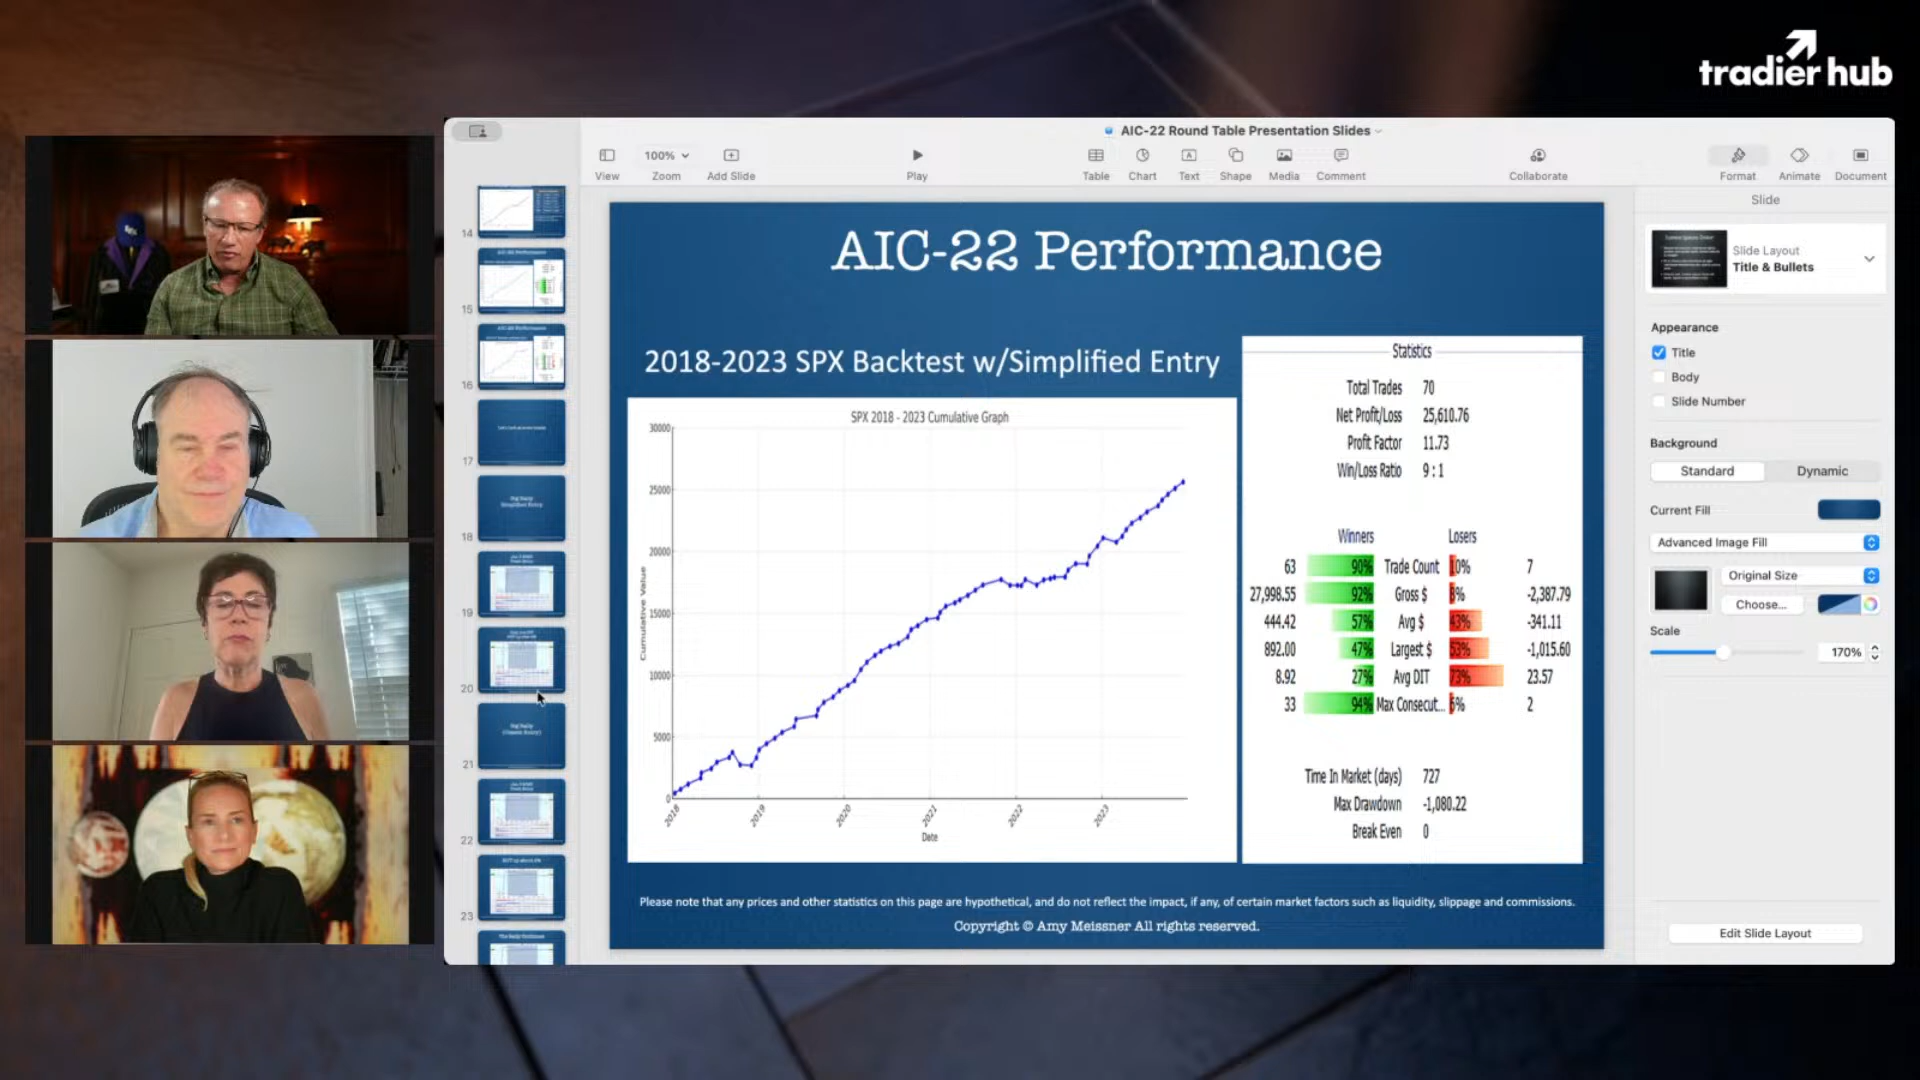 tradier hub
AIC-22 Round Table Presentation Slides
100%
View
Zoom
Add Slide
Play
Table
Chart
Text
Shape
Media
Comment
Collaborate
Format
Animate
Document
14
15
16
17
18
19
20
21
22
23
AIC-22 Performance
2018-2023 SPX Backtest w/Simplified Entry
SPX 2018 - 2023 Cumulative Graph
30000
25000
20000
15000
10000
5000
0
Cumulative Value
2018
2019
2020
2021
2022
2023
Date
Statistics
Total Trades 70
Net Profit/Loss 25,610.76
Profit Factor 11.73
Win/Loss Ratio 9 : 1
Winners Losers
63 90% Trade Count 10% 7
27,998.55 92% Gross $ 8% -2,387.79
444.42 57% Avg $ 43% -341.11
892.00 47% Largest $ 53% -1,015.60
8.92 27% Avg DIT 73% 23.57
33 94% Max Consecut... 6% 2
Time In Market (days) 727
Max Drawdown -1,080.22
Break Even 0
Please note that any prices and other statistics on this page are hypothetical, and do not reflect the impact, if any, of certain market factors such as liquidity, slippage and commissions.
Copyright © Amy Meissner All rights reserved.
Slide
Slide Layout
Title & Bullets
Appearance
Title
Body
Slide Number
Background
Standard
Dynamic
Current Fill
Advanced Image Fill
Original Size
Choose...
Scale
170%
Edit Slide Layout